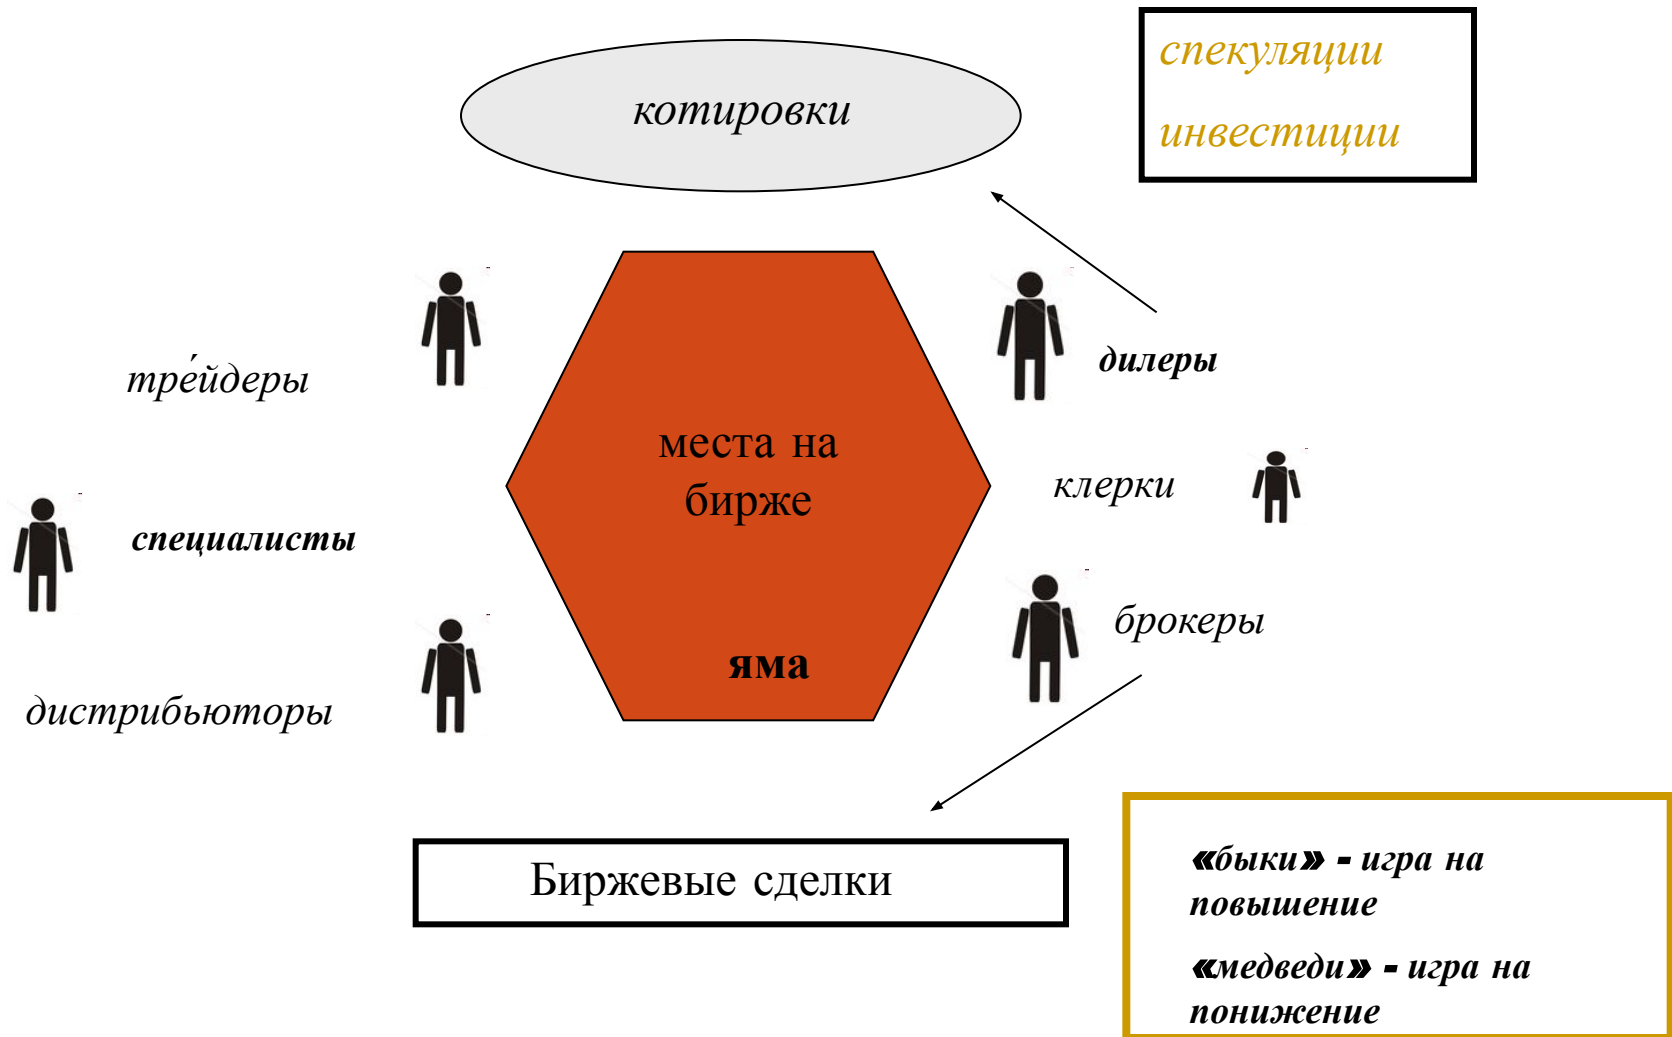 котировки
спекуляции
инвестиции
тре́йдеры
дилеры
места на
бирже
клерки
специалисты
брокеры
яма
дистрибьюторы
Биржевые сделки
«быки» - игра на
повышение
«медведи» - игра на
понижение